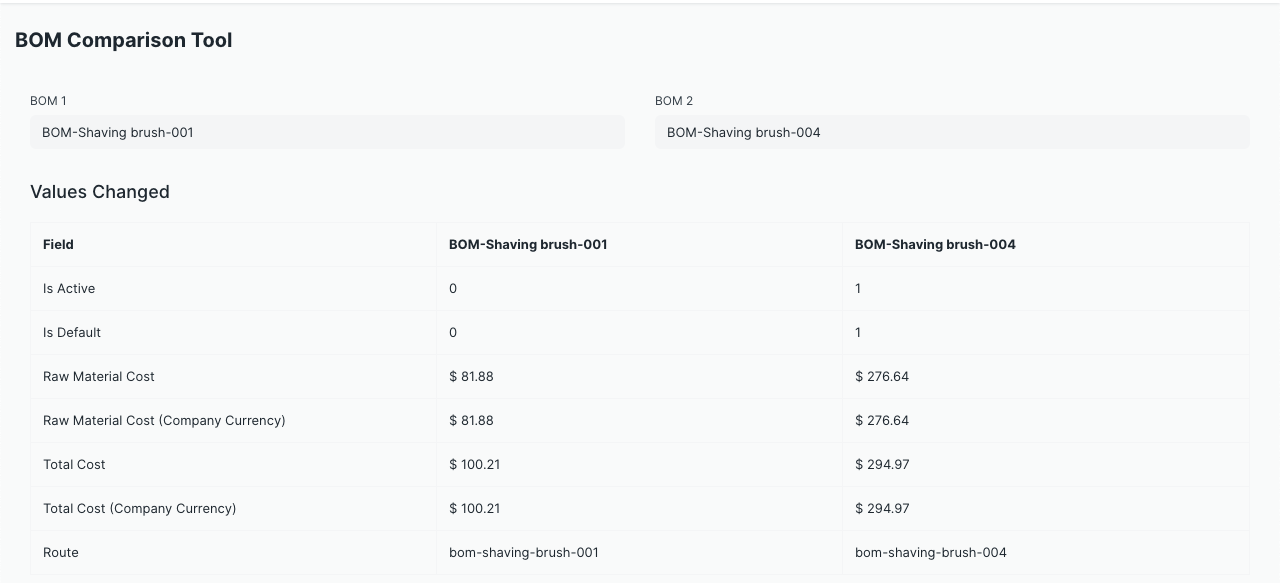 BOM Comparison Tool
BOM 1 BOM 2
BOM-Shaving brush-001 BOM-Shaving brush-004
Values Changed
Field BOM-Shaving brush-001 BOM-Shaving brush-004
Is Active 0 1
Is Default 0 1
Raw Material Cost $ 81.88 $ 276.64
Raw Material Cost (Company Currency) $ 81.88 $ 276.64
Total Cost $ 100.21 $ 294.97
Total Cost (Company Currency) $ 100.21 $ 294.97
Route bom-shaving-brush-001 bom-shaving-brush-004